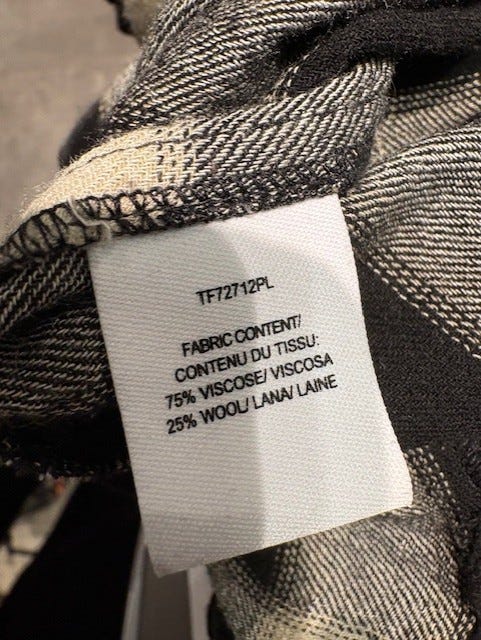 TF72712PL
FABRIC CONTENT/
CONTENU DU TISSU:
75% VISCOSE/ VISCOSA
25% WOOL/ LANA/ LAINE